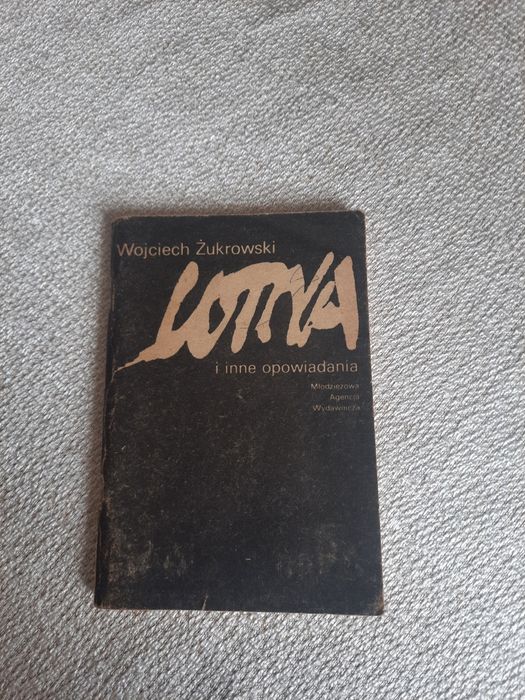 Wojciech Żukrowski
LOTNA
i inne opowiadania
Młodzieżowa
Agencja
Wydawnicza